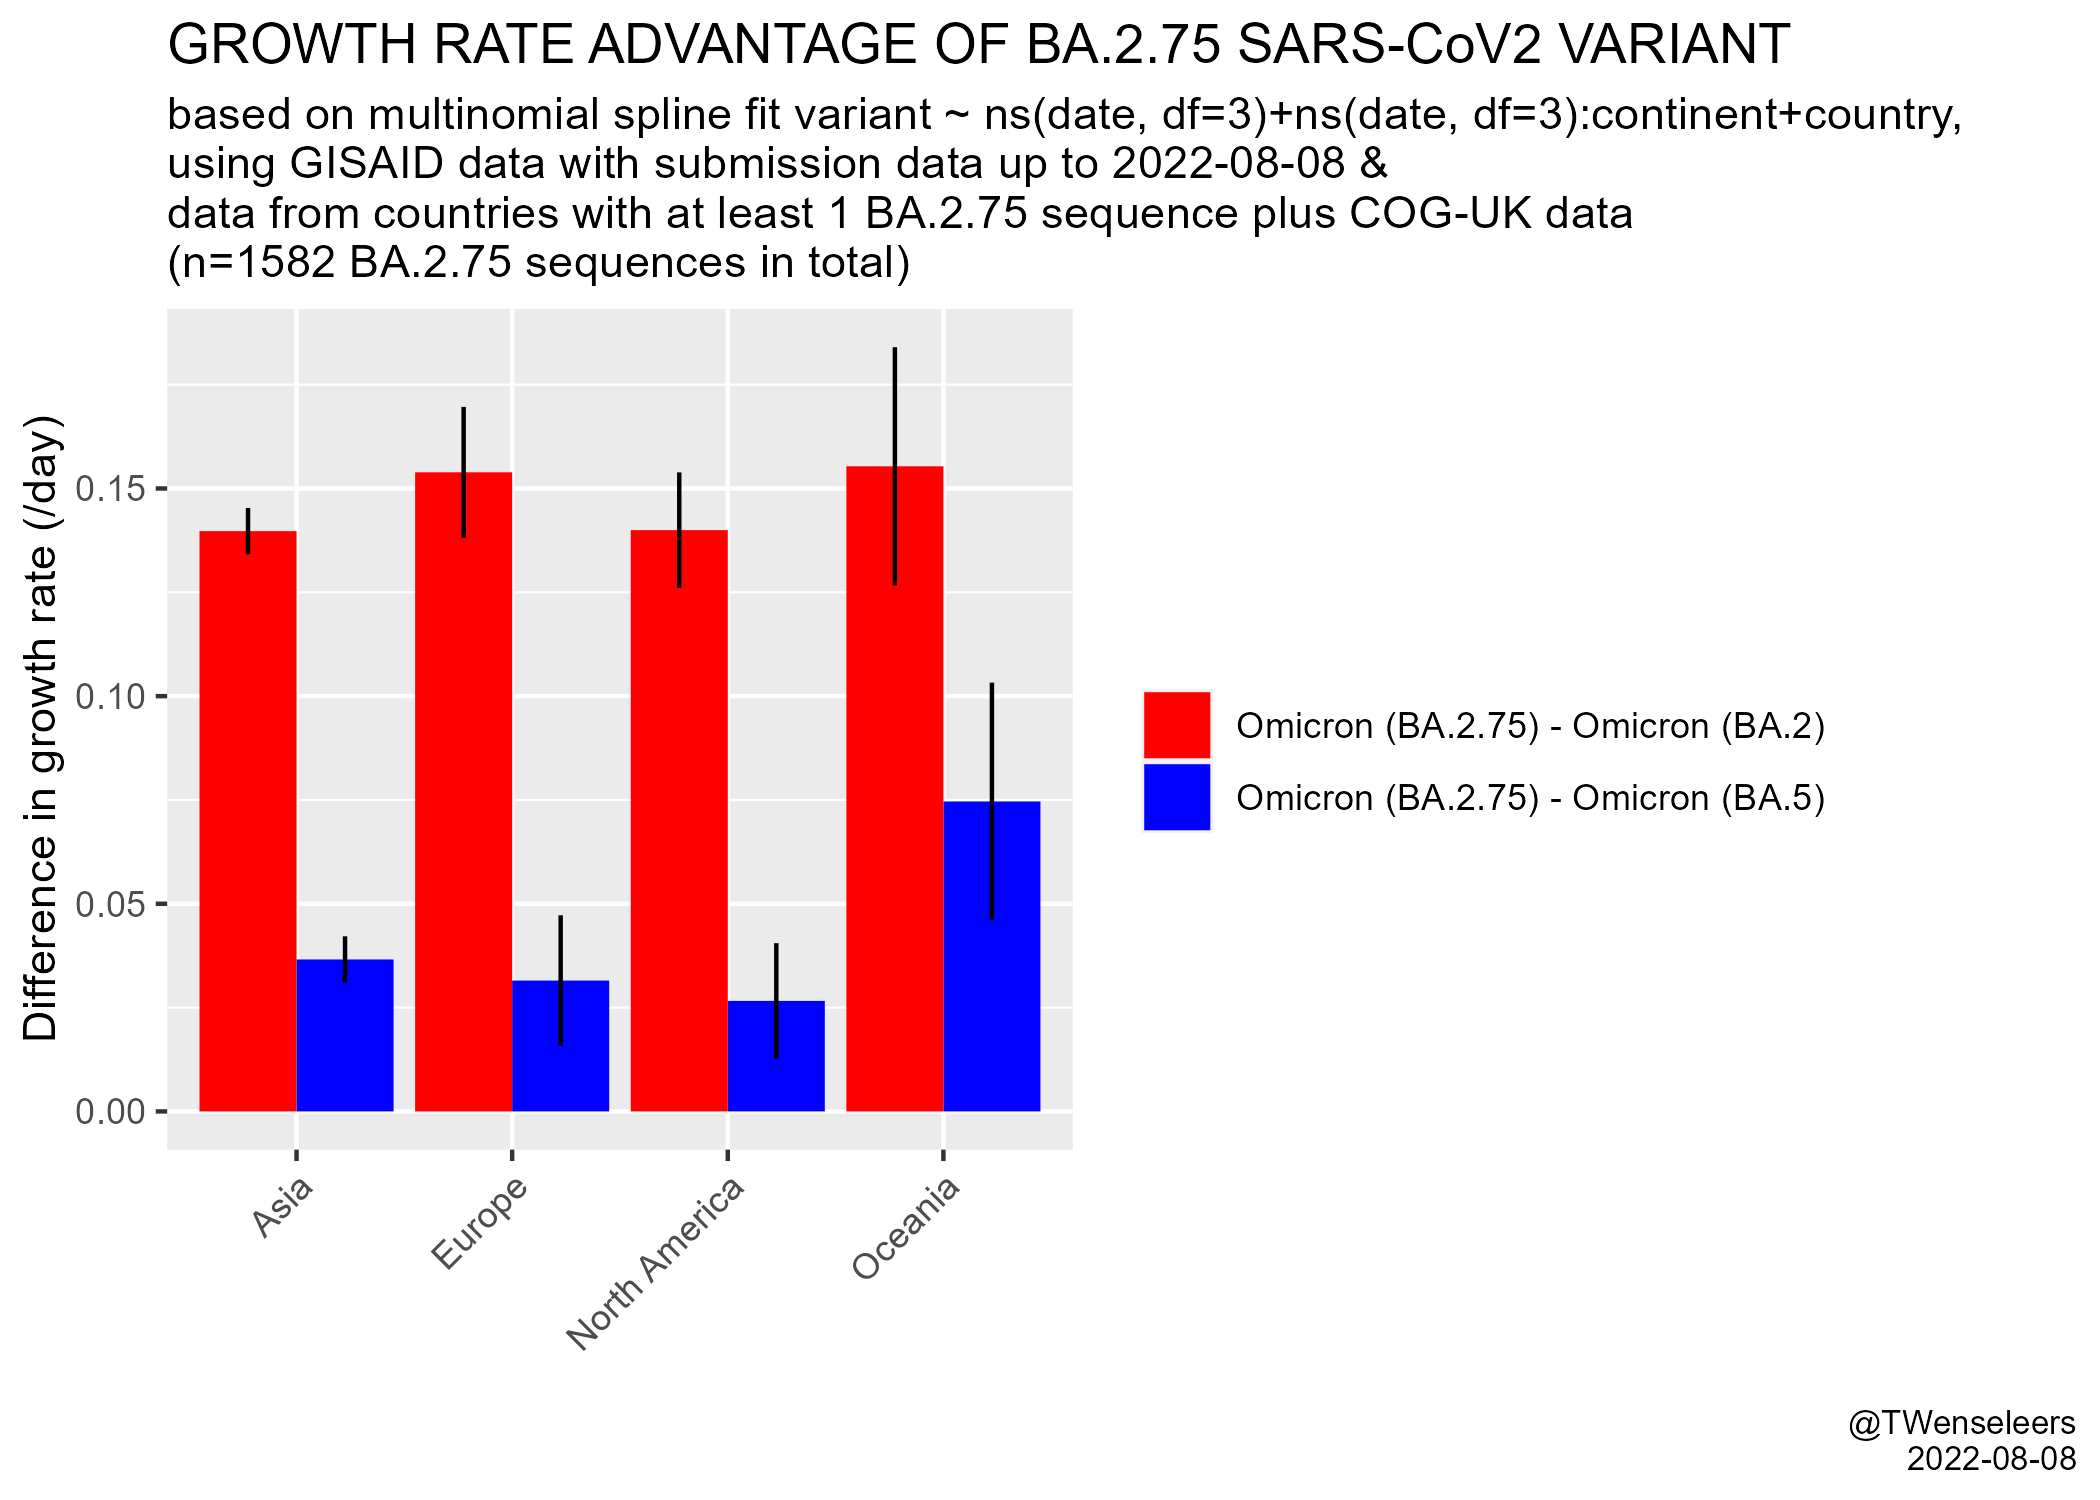 GROWTH RATE ADVANTAGE OF BA.2.75 SARS-CoV2 VARIANT
based on multinomial spline fit variant ~ ns(date, df=3)+ns(date, df=3):continent+country,
using GISAID data with submission data up to 2022-08-08 &
data from countries with at least 1 BA.2.75 sequence plus COG-UK data
(n=1582 BA.2.75 sequences in total)
Difference in growth rate (/day)
0.15
0.10
0.05
0.00
Asia
Europe
North America
Oceania
Omicron (BA.2.75) - Omicron (BA.2)
Omicron (BA.2.75) - Omicron (BA.5)
@TWenseleers
2022-08-08